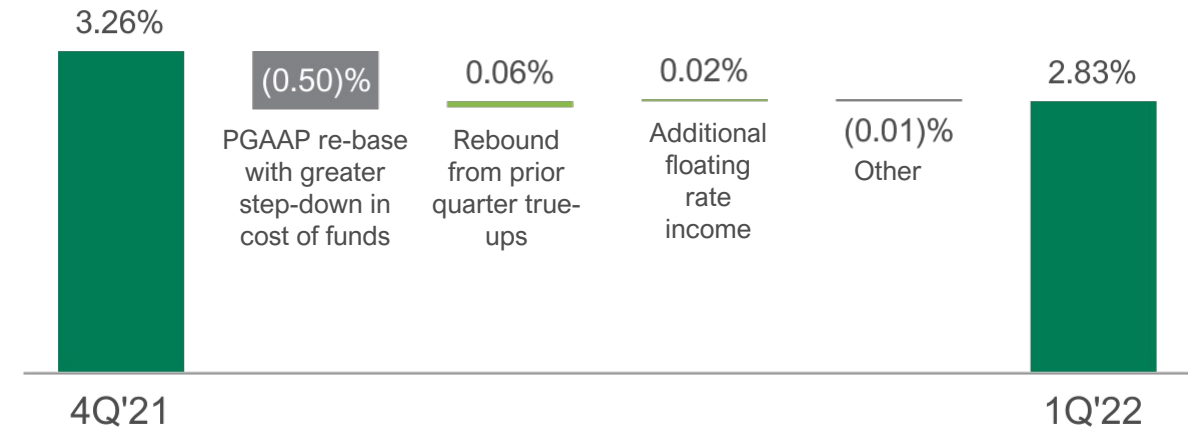 3.26%
(0.50)%
PGAAP re-base
with greater
step-down in
cost of funds
0.06%
Rebound
from prior
quarter true-
ups
0.02%
Additional
floating
rate
income
(0.01)%
Other
2.83%
4Q'21
1Q'22